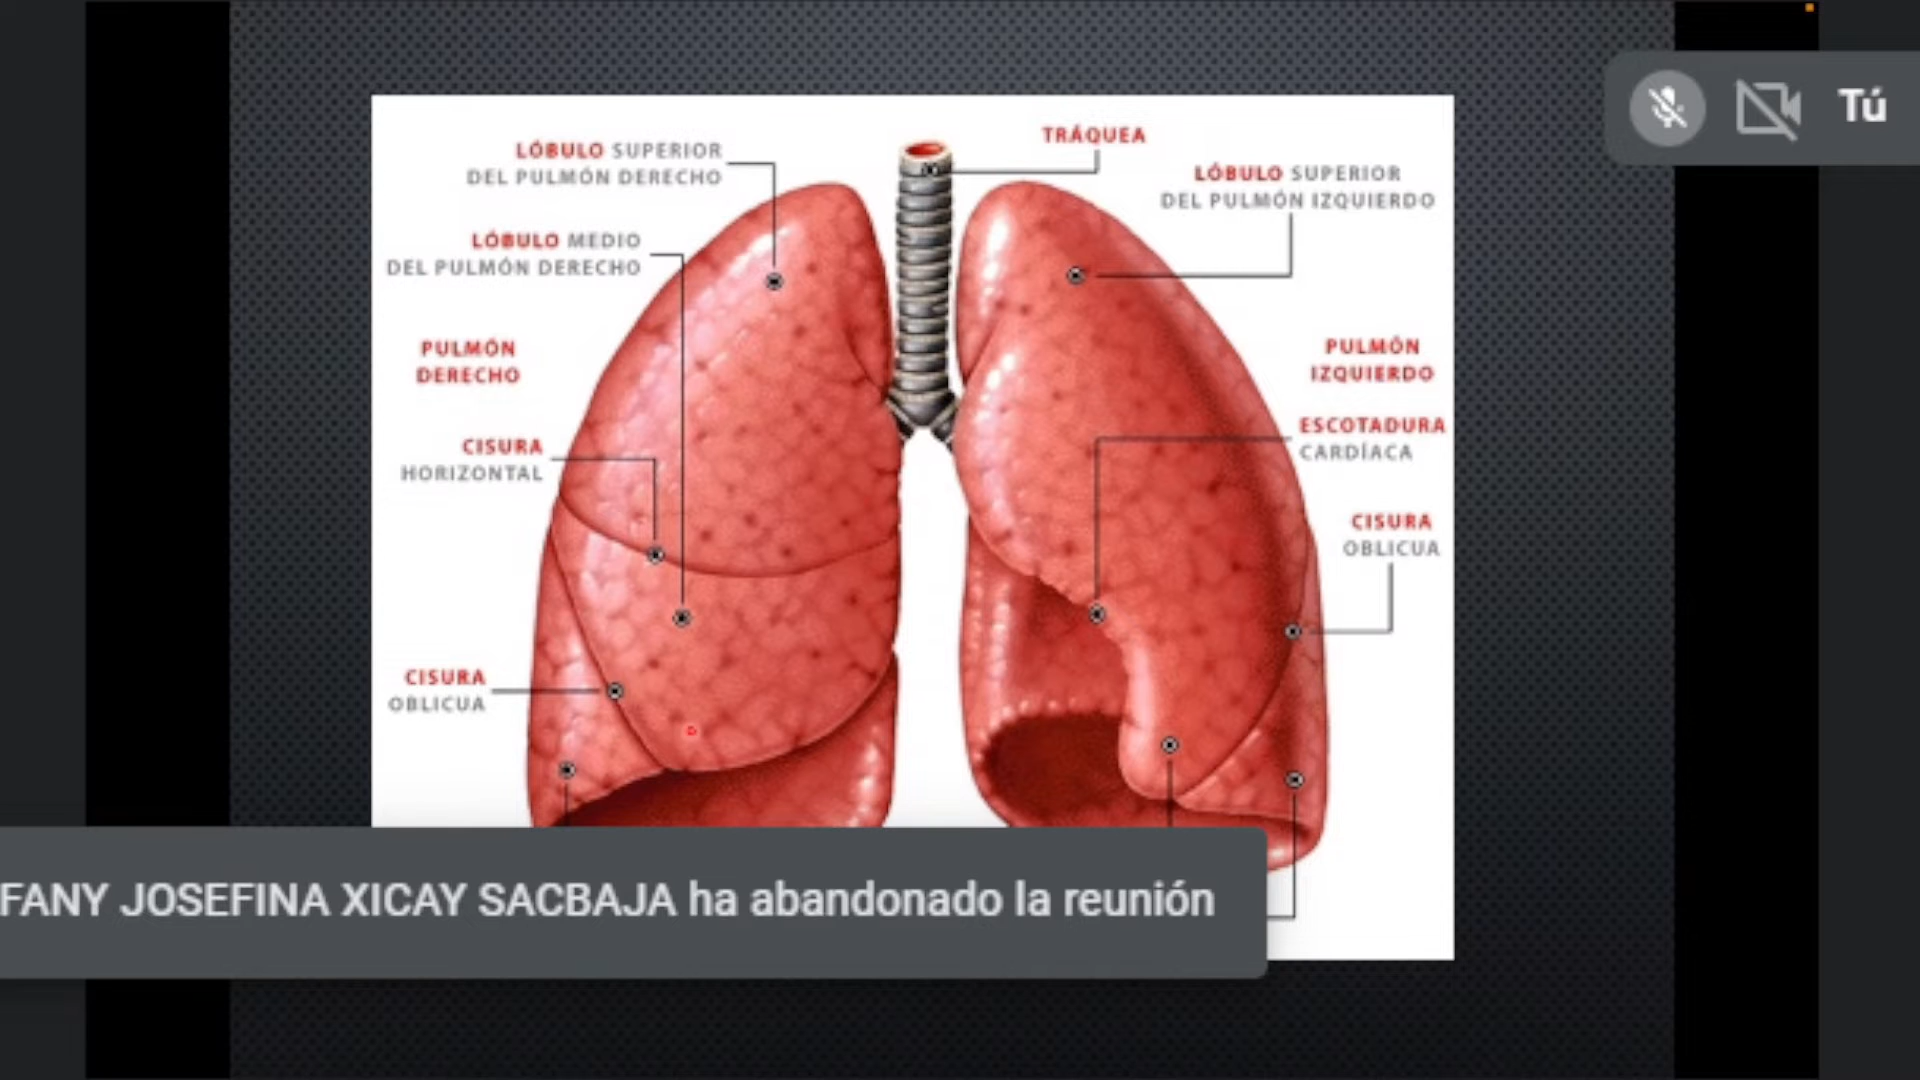 Tú
TRÁQUEA
LÓBULO SUPERIOR
DEL PULMÓN DERECHO
LÓBULO SUPERIOR
DEL PULMÓN IZQUIERDO
LÓBULO MEDIO
DEL PULMÓN DERECHO
PULMÓN
DERECHO
PULMÓN
IZQUIERDO
CISURA
HORIZONTAL
ESCOTADURA
CARDÍACA
CISURA
OBLICUA
CISURA
OBLICUA
FANY JOSEFINA XICAY SACBAJA ha abandonado la reunión